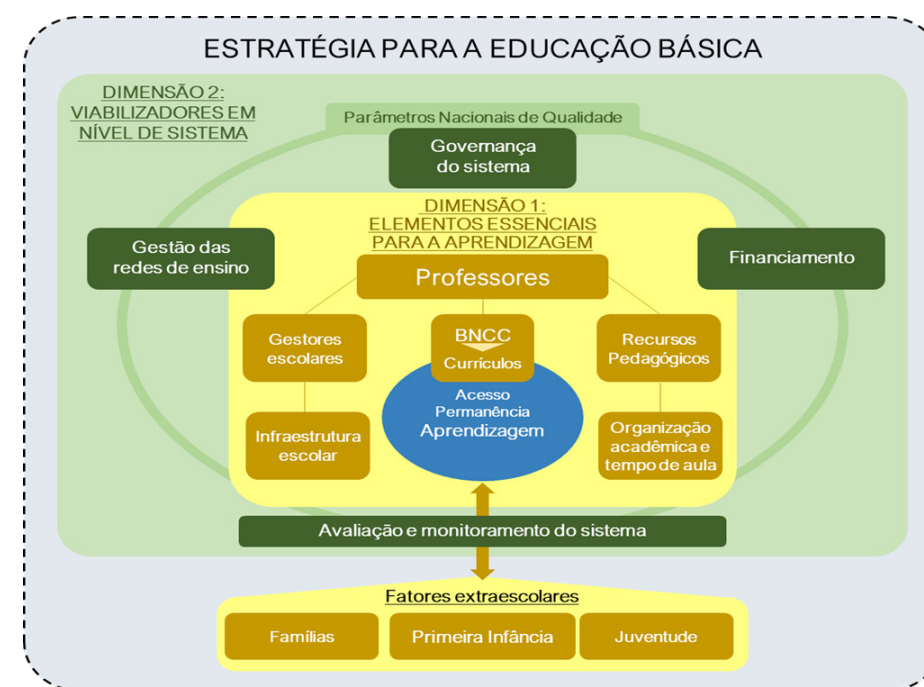 ESTRATÉGIA PARA A EDUCAÇÃO BÁSICA
DIMENSÃO 2:
VIABILIZADORES EM
NÍVEL DE SISTEMA
Parâmetros Nacionais de Qualidade
Governança
do sistema
DIMENSÃO 1:
ELEMENTOS ESSENCIAIS
PARA A APRENDIZAGEM
Gestão das
redes de ensino
Financiamento
Professores
Gestores
escolares
BNCC
Currículos
Recursos
Pedagógicos
Acesso
Permanência
Aprendizagem
Infraestrutura
escolar
Organização
acadêmica e
tempo de aula
Avaliação e monitoramento do sistema
Fatores extraescolares
Famílias
Primeira Infância
Juventude